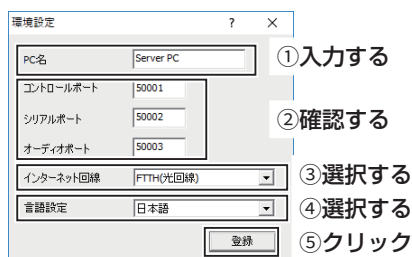 環境設定 ? ×
PC名 Server PC ①入力する
コントロールポート 50001
シリアルポート 50002 ②確認する
オーディオポート 50003
インターネット回線 FTTH(光回線) ③選択する
言語設定 日本語 ④選択する
登録 ⑤クリック